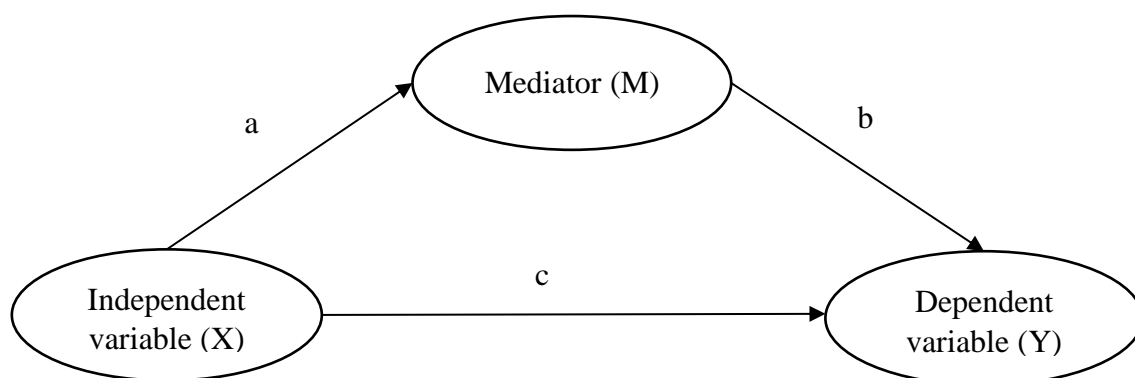 Mediator (M)
a
b
c
Independent
variable (X)
Dependent
variable (Y)